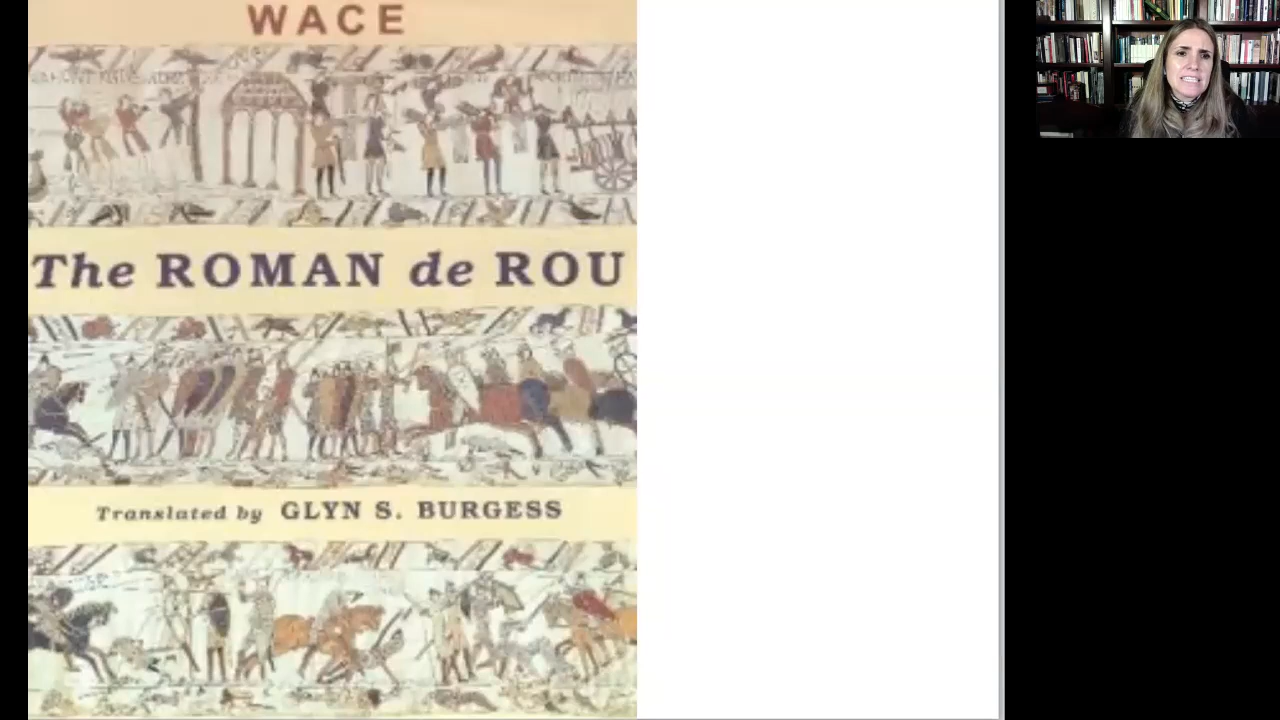 WACE
The ROMAN de ROU
Translated by GLYN S. BURGESS